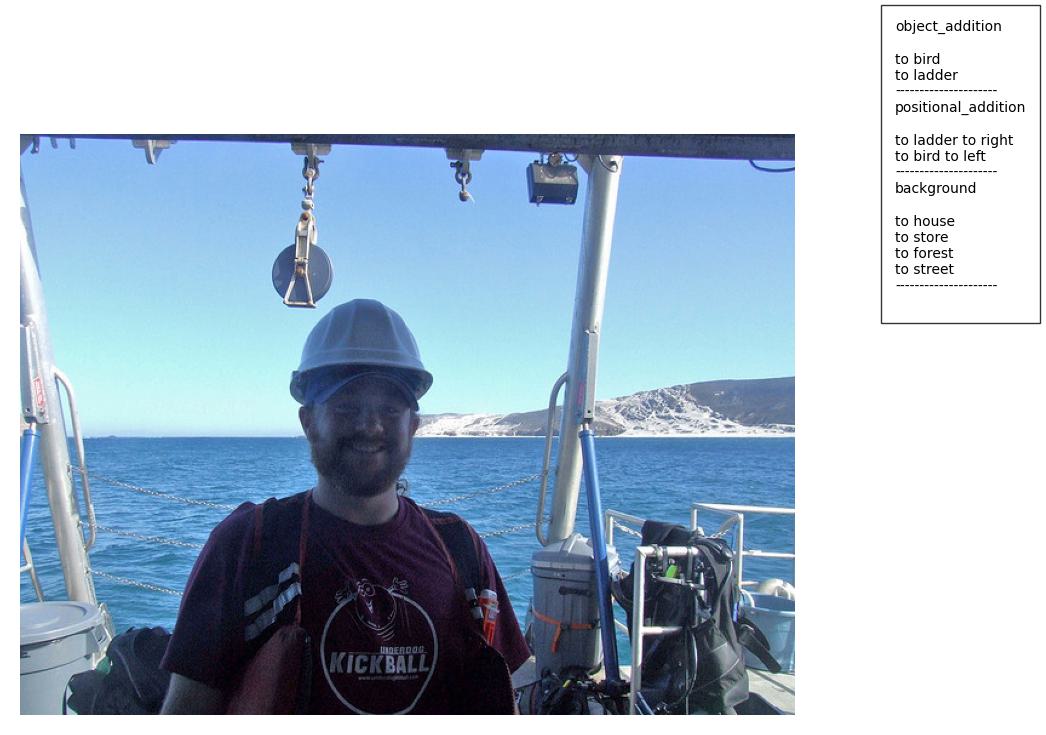 object_addition
to bird
to ladder
---------------------
positional_addition
to ladder to right
to bird to left
---------------------
background
to house
to store
to forest
to street
---------------------
UNDERDOG
KICKBALL